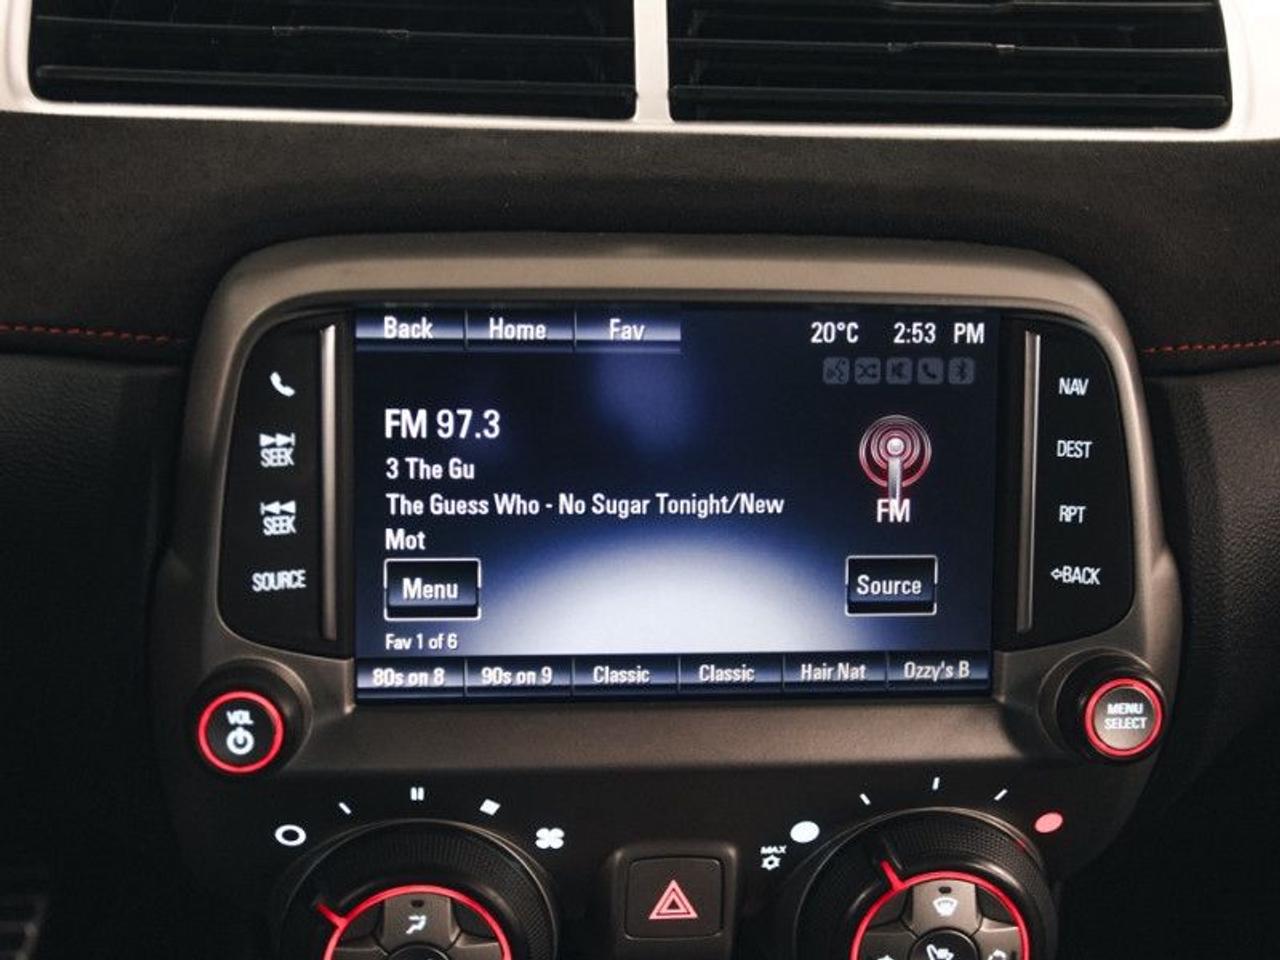 Back Home Fav 20°C 2:53 PM
FM 97.3
3 The Gu
The Guess Who - No Sugar Tonight/New
Mot
FM
Menu
Source
Fav 1 of 6
80s on 8 90s on 9 Classic Classic Hair Nat Ozzy's B
SEEK
SEEK
SOURCE
NAV
DEST
RPT
BACK
VOL
MENU
SELECT
MAX